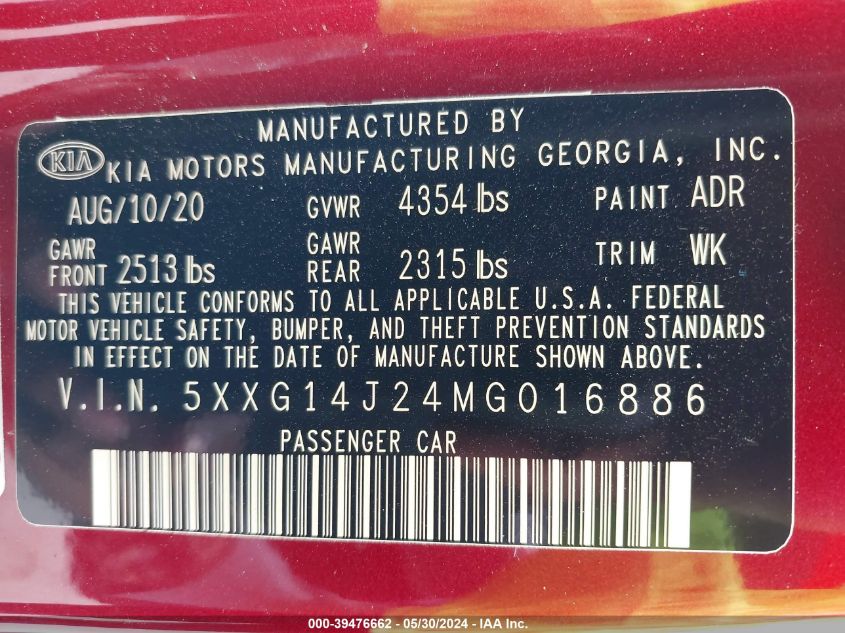 MANUFACTURED BY
KIA KIA MOTORS MANUFACTURING GEORGIA, INC.
AUG/10/20 GVWR 4354 lbs PAINT ADR
GAWR FRONT 2513 lbs GAWR REAR 2315 lbs TRIM WK
THIS VEHICLE CONFORMS TO ALL APPLICABLE U.S.A. FEDERAL
MOTOR VEHICLE SAFETY, BUMPER, AND THEFT PREVENTION STANDARDS
IN EFFECT ON THE DATE OF MANUFACTURE SHOWN ABOVE.
V.I.N. 5XXG14J24MG016886
PASSENGER CAR
000-39476662 - 05/30/2024 - IAA Inc.